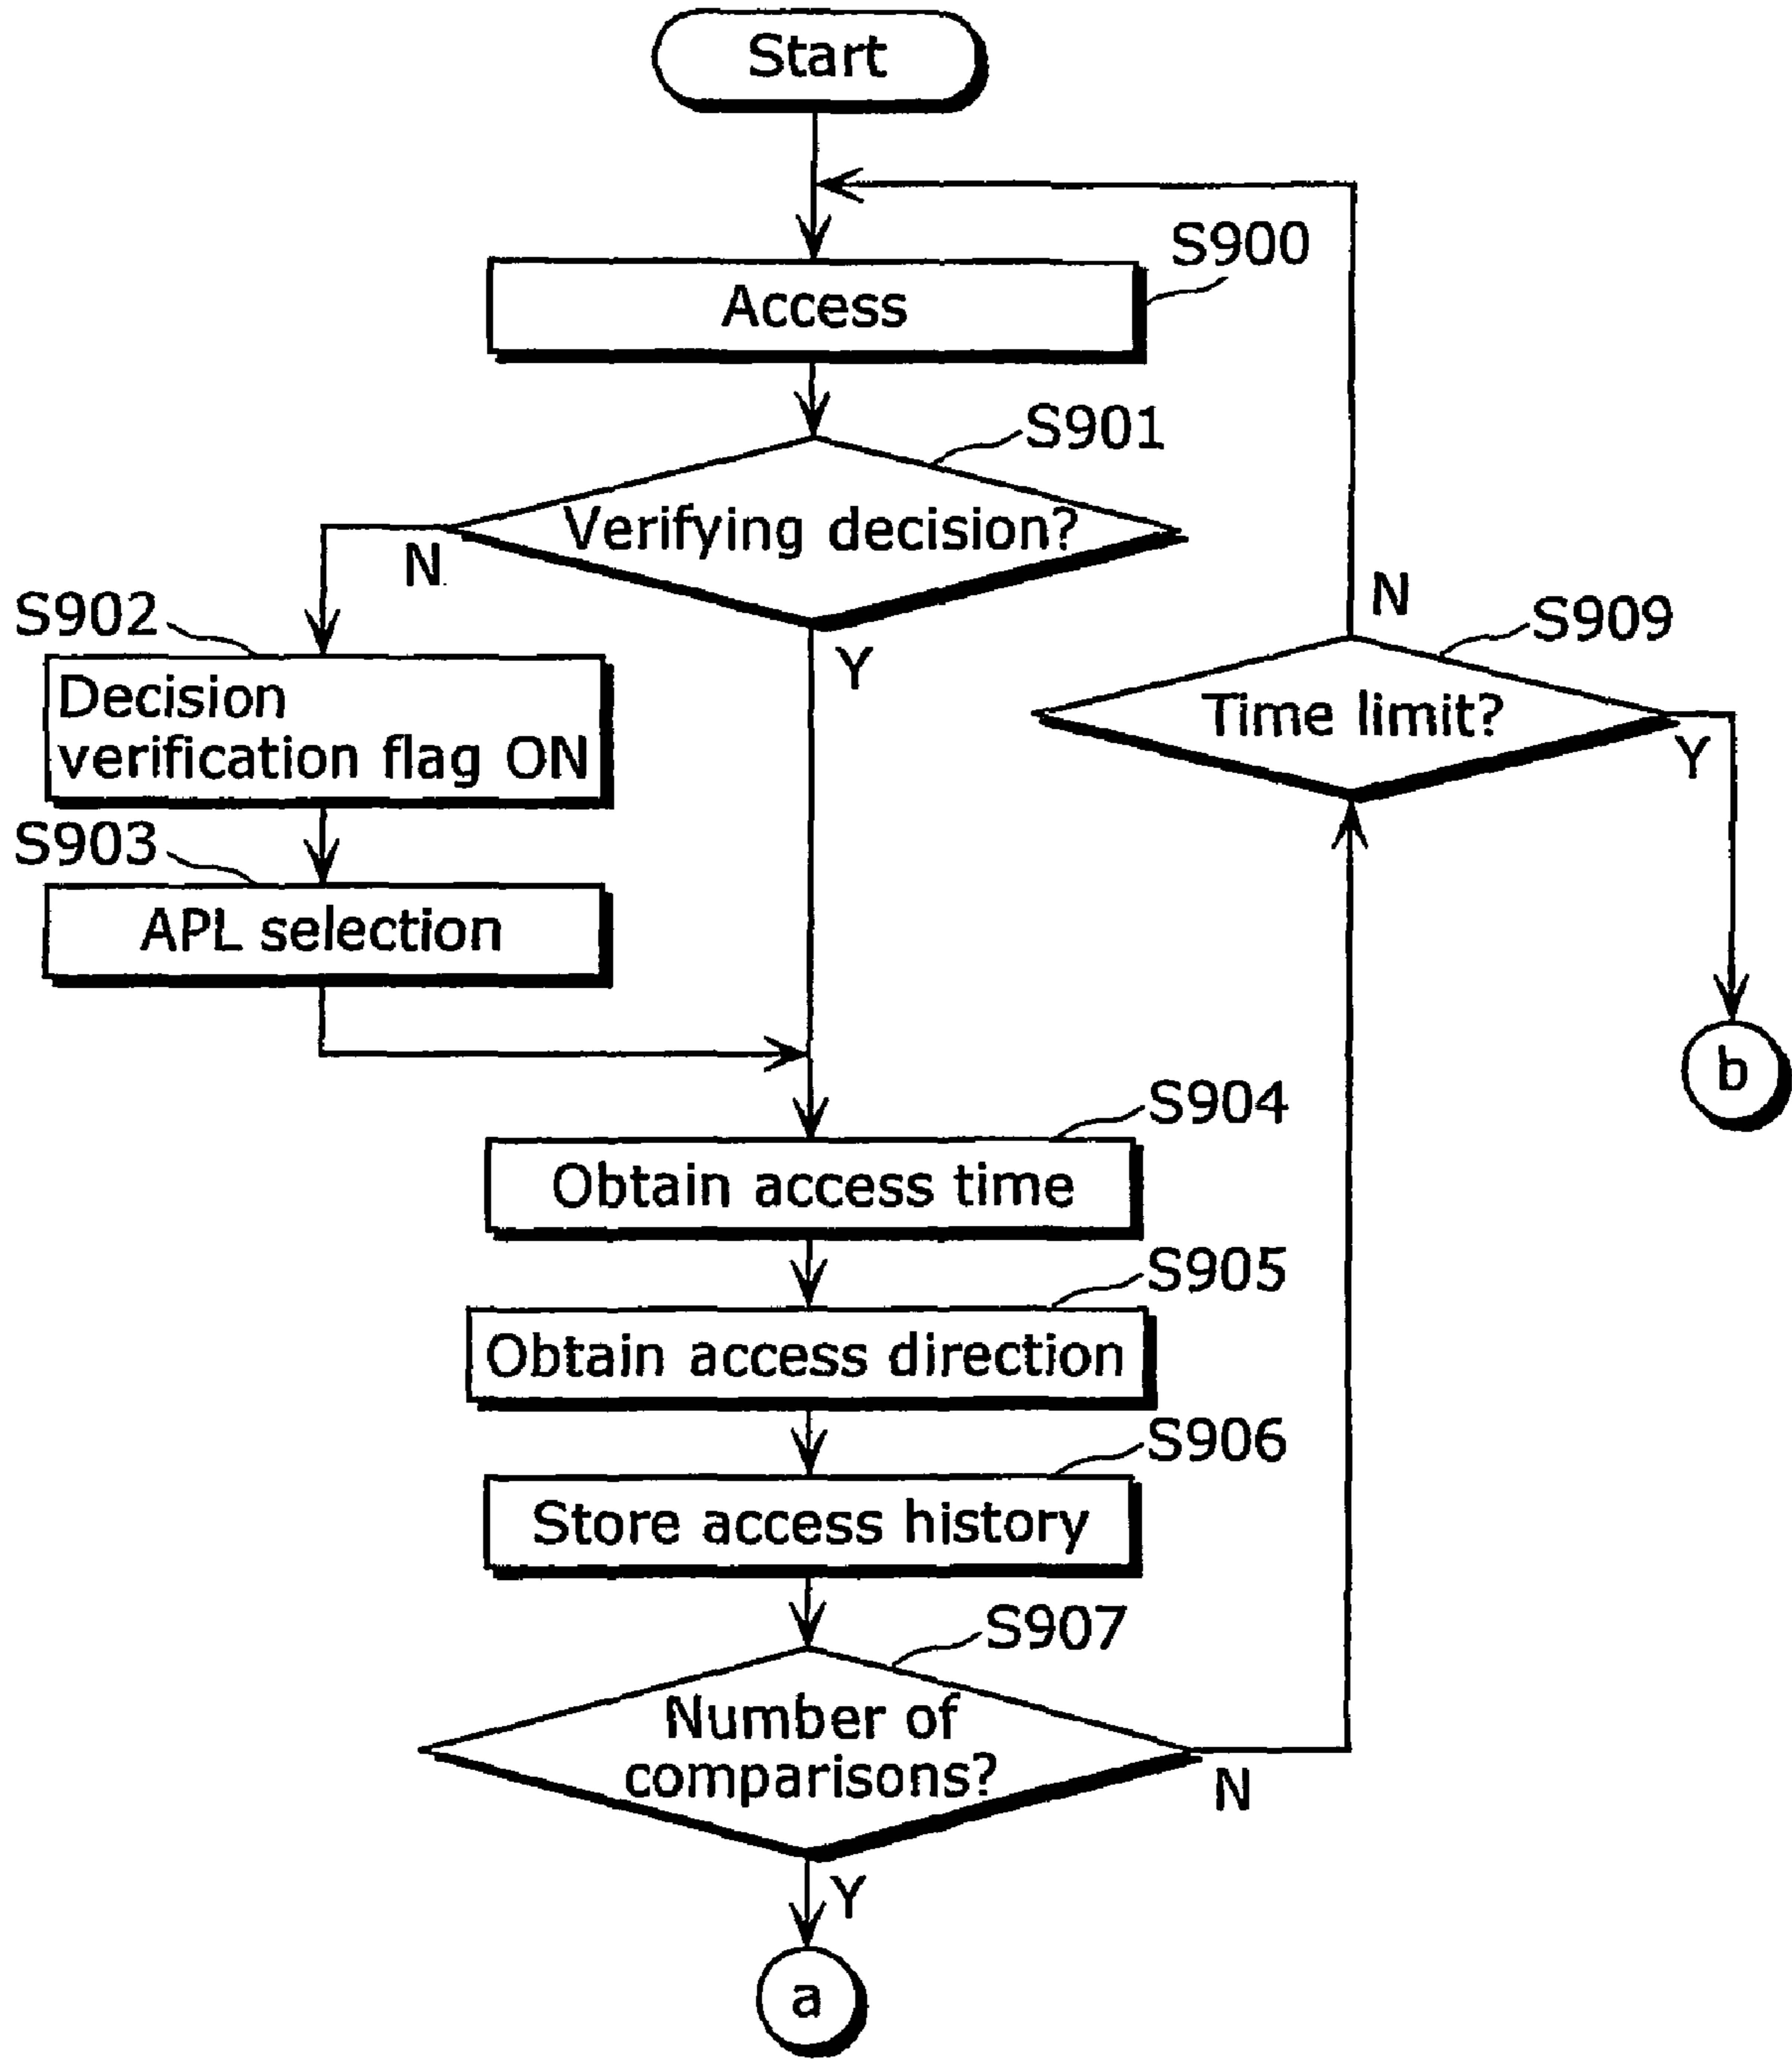 Start
S900
Access
S901
Verifying decision?
N
Y
S902
Decision
verification flag ON
S903
APL selection
N
S909
Time limit?
Y
b
S904
Obtain access time
S905
Obtain access direction
S906
Store access history
S907
Number of
comparisons?
N
Y
a